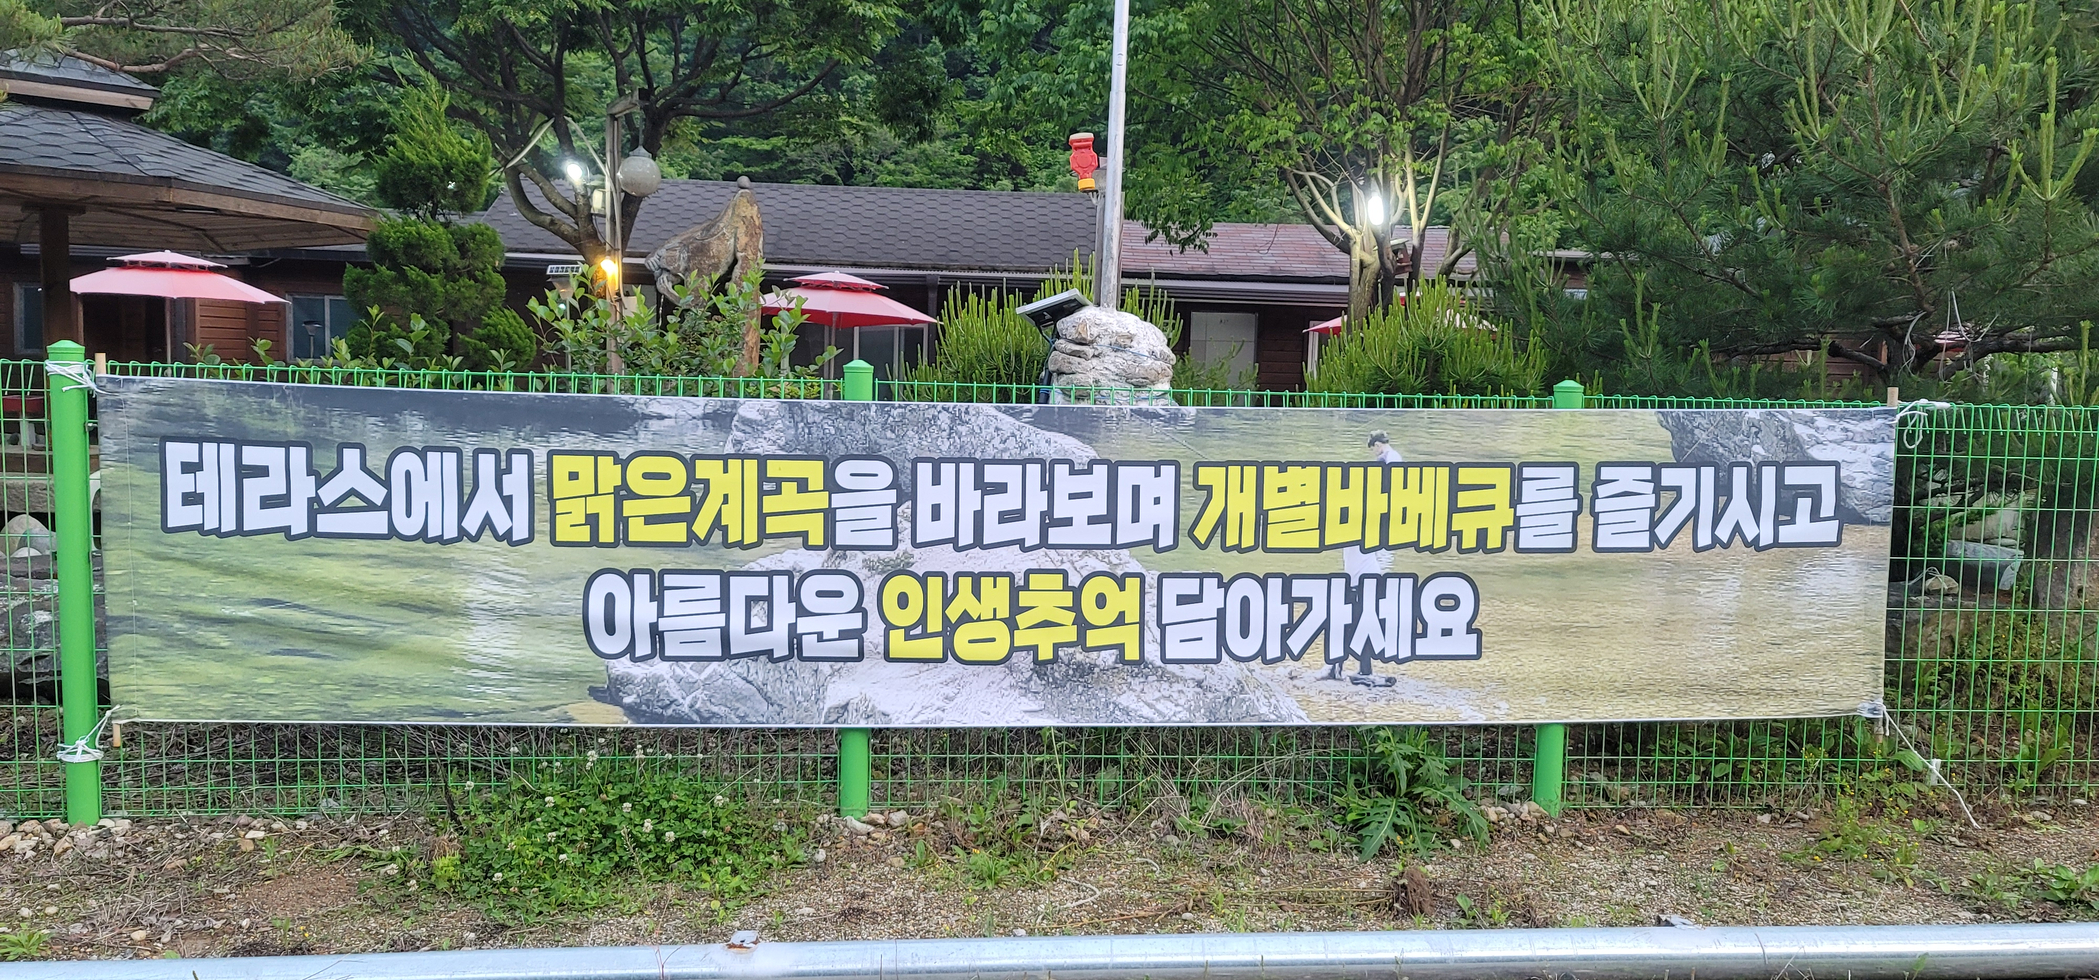 테라스에서 맑은계곡을 바라보며 개별바베큐를 즐기시고
아름다운 인생추억 담아가세요